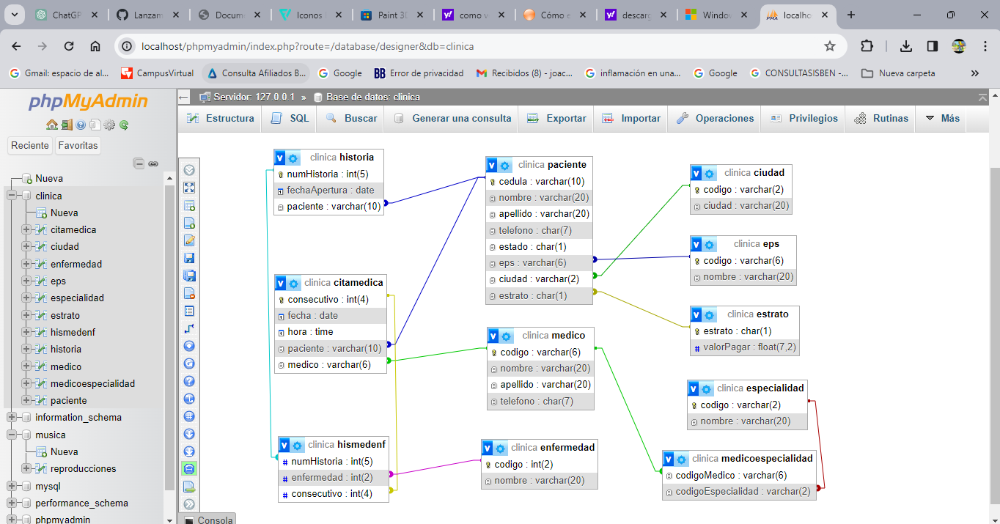 ChatGP
Lanzam
Docume
Iconos
Paint 3D
como v
Cómo e
descarg
Windov
localho
localhost/phpmyadmin/index.php?route=/database/designer&db=clinica
Gmail: espacio de al...
CampusVirtual
Consulta Afiliados B...
Google
Error de privacidad
Recibidos (8) - joac...
inflamación en una...
Google
CONSULTASISBEN -...
Nueva carpeta
phpMyAdmin
Reciente
Favoritas
Nueva
clinica
Nueva
citamedica
ciudad
enfermedad
eps
especialidad
estrato
hismedenf
historia
medico
medicoespecialidad
paciente
information_schema
musica
Nueva
reproducciones
mysql
performance_schema
phpmyadmin
Servidor: 127.0.0.1 » Base de datos: clinica
Estructura
SQL
Buscar
Generar una consulta
Exportar
Importar
Operaciones
Privilegios
Rutinas
Más
clinica historia
numHistoria : int(5)
fechaApertura : date
paciente : varchar(10)
clinica paciente
cedula : varchar(10)
nombre : varchar(20)
apellido : varchar(20)
telefono : char(7)
estado : char(1)
eps : varchar(6)
ciudad : varchar(2)
estrato : char(1)
clinica ciudad
codigo : varchar(2)
ciudad : varchar(20)
clinica eps
codigo : varchar(6)
nombre : varchar(20)
clinica citamedica
consecutivo : int(4)
fecha : date
hora : time
paciente : varchar(10)
medico : varchar(6)
clinica estrato
estrato : char(1)
valorPagar : float(7,2)
clinica medico
codigo : varchar(6)
nombre : varchar(20)
apellido : varchar(20)
telefono : char(7)
clinica especialidad
codigo : varchar(2)
nombre : varchar(20)
clinica hismedenf
numHistoria : int(5)
enfermedad : int(2)
consecutivo : int(4)
clinica enfermedad
codigo : int(2)
nombre : varchar(20)
clinica medicoespecialidad
codigoMedico : varchar(6)
codigoEspecialidad : varchar(2)
Consola